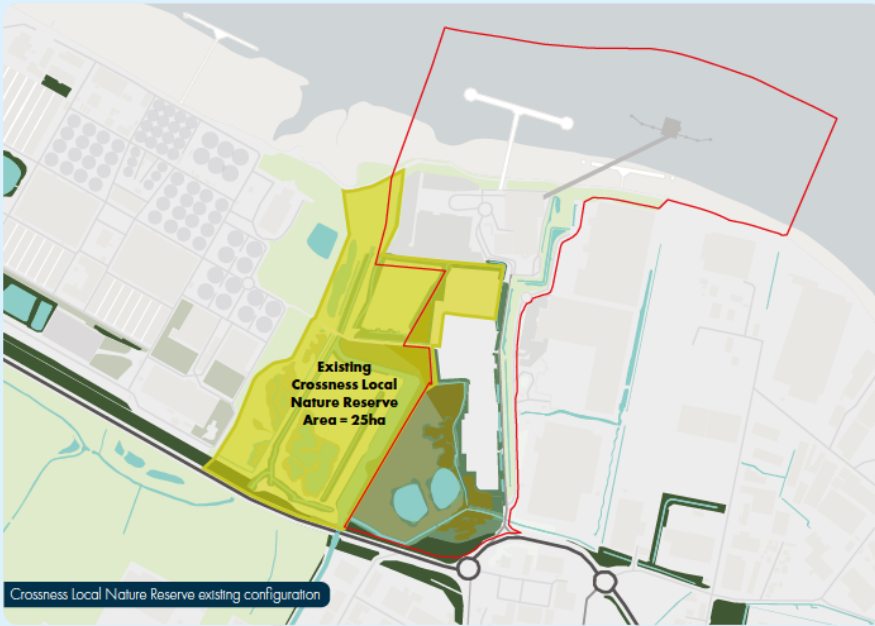 Existing
Crossness Local
Nature Reserve
Area = 25ha
Crossness Local Nature Reserve existing configuration